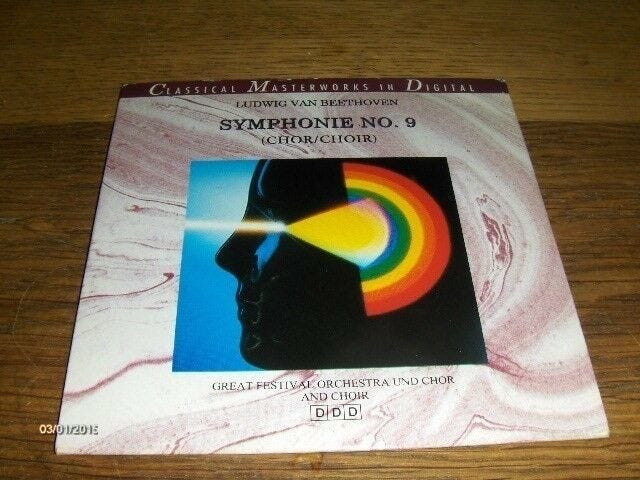 CLASSICAL MASTERWORKS IN DIGITAL
LUDWIG VAN BEETHOVEN
SYMPHONIE NO. 9
(CHOR/CHOIR)
GREAT FESTIVAL ORCHESTRA UND CHOR
AND CHOIR
DDD
03/01/2015